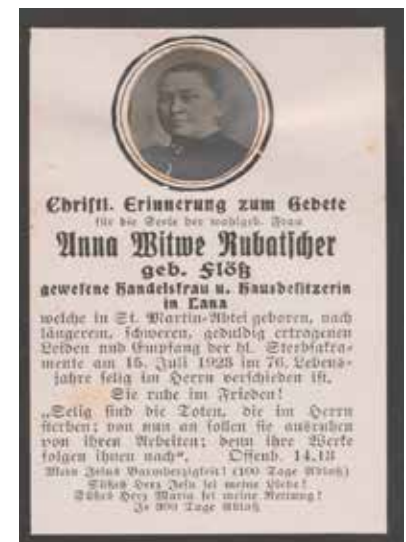 Christl. Erinnerung zum Gebete
für die Seele der wohlgeb. Frau
Anna Witwe Rubatscher
geb. Flöß
gewesene Handelsfrau u. Hausbesitzerin
in Lana
welche in St. Martin-Abtei geboren, nach
längerem, schweren, geduldig ertragenen
Leiden und Empfang der hl. Sterbsakra-
mente am 15. Juli 1923 im 76. Lebens-
jahre selig im Herrn verschieden ist.
Sie ruhe im Frieden!
„Selig sind die Toten, die im Herrn
sterben; von nun an sollen sie ausruhen
von ihren Arbeiten; denn ihre Werke
folgen ihnen nach“. Offenb. 14.13
Mein Jesus Barmherzigkeit! (100 Tage Ablaß)
Süßes Herz Jesu sei meine Liebe!
Süßes Herz Maria sei meine Rettung!
Je 300 Tage Ablaß